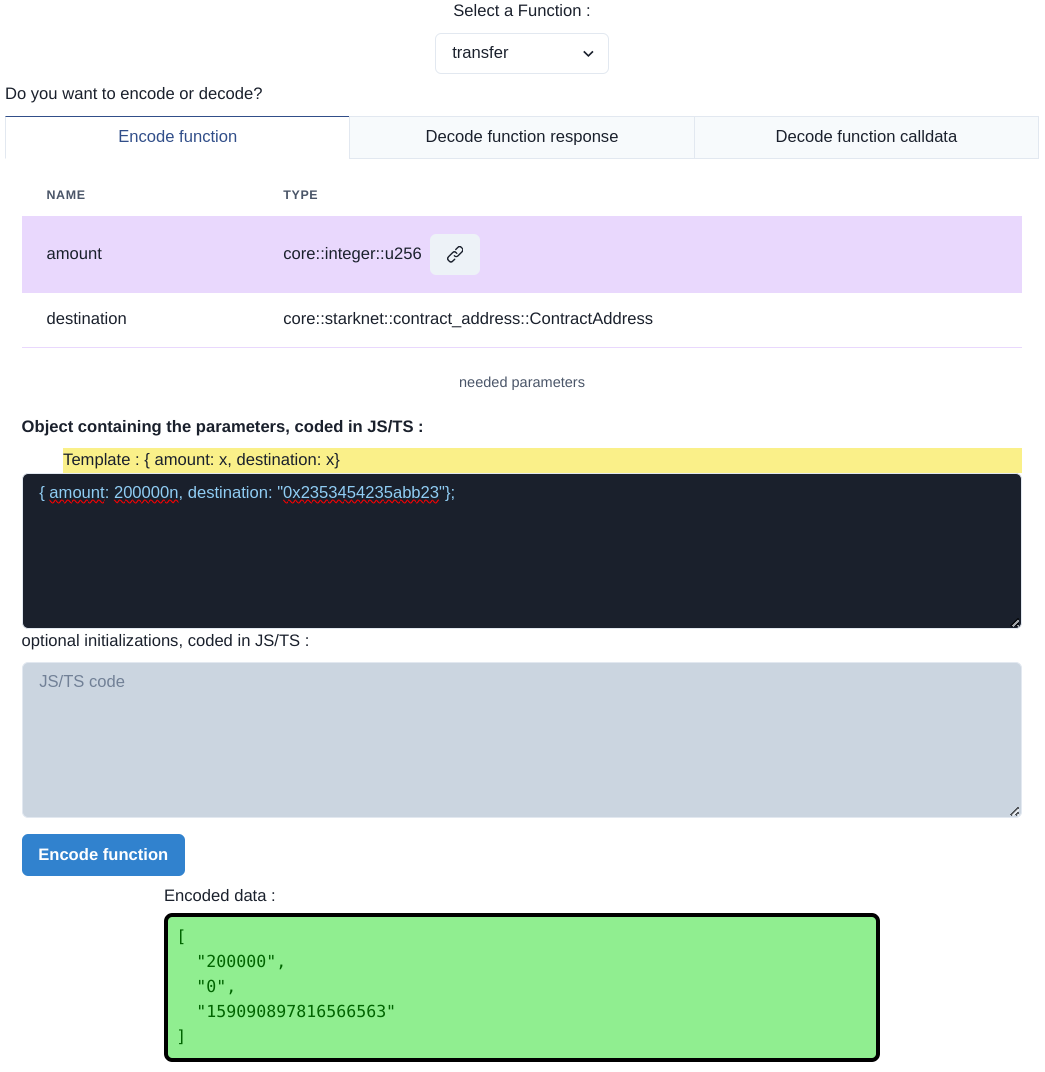 Select a Function :
transfer
Do you want to encode or decode?
Encode function Decode function response Decode function calldata
NAME TYPE
amount core::integer::u256
destination core::starknet::contract_address::ContractAddress
needed parameters
Object containing the parameters, coded in JS/TS :
Template : { amount: x, destination: x}
{ amount: 200000n, destination: "0x2353454235abb23"};
optional initializations, coded in JS/TS :
JS/TS code
Encode function
Encoded data :
[
"200000",
"0",
"159090897816566563"
]